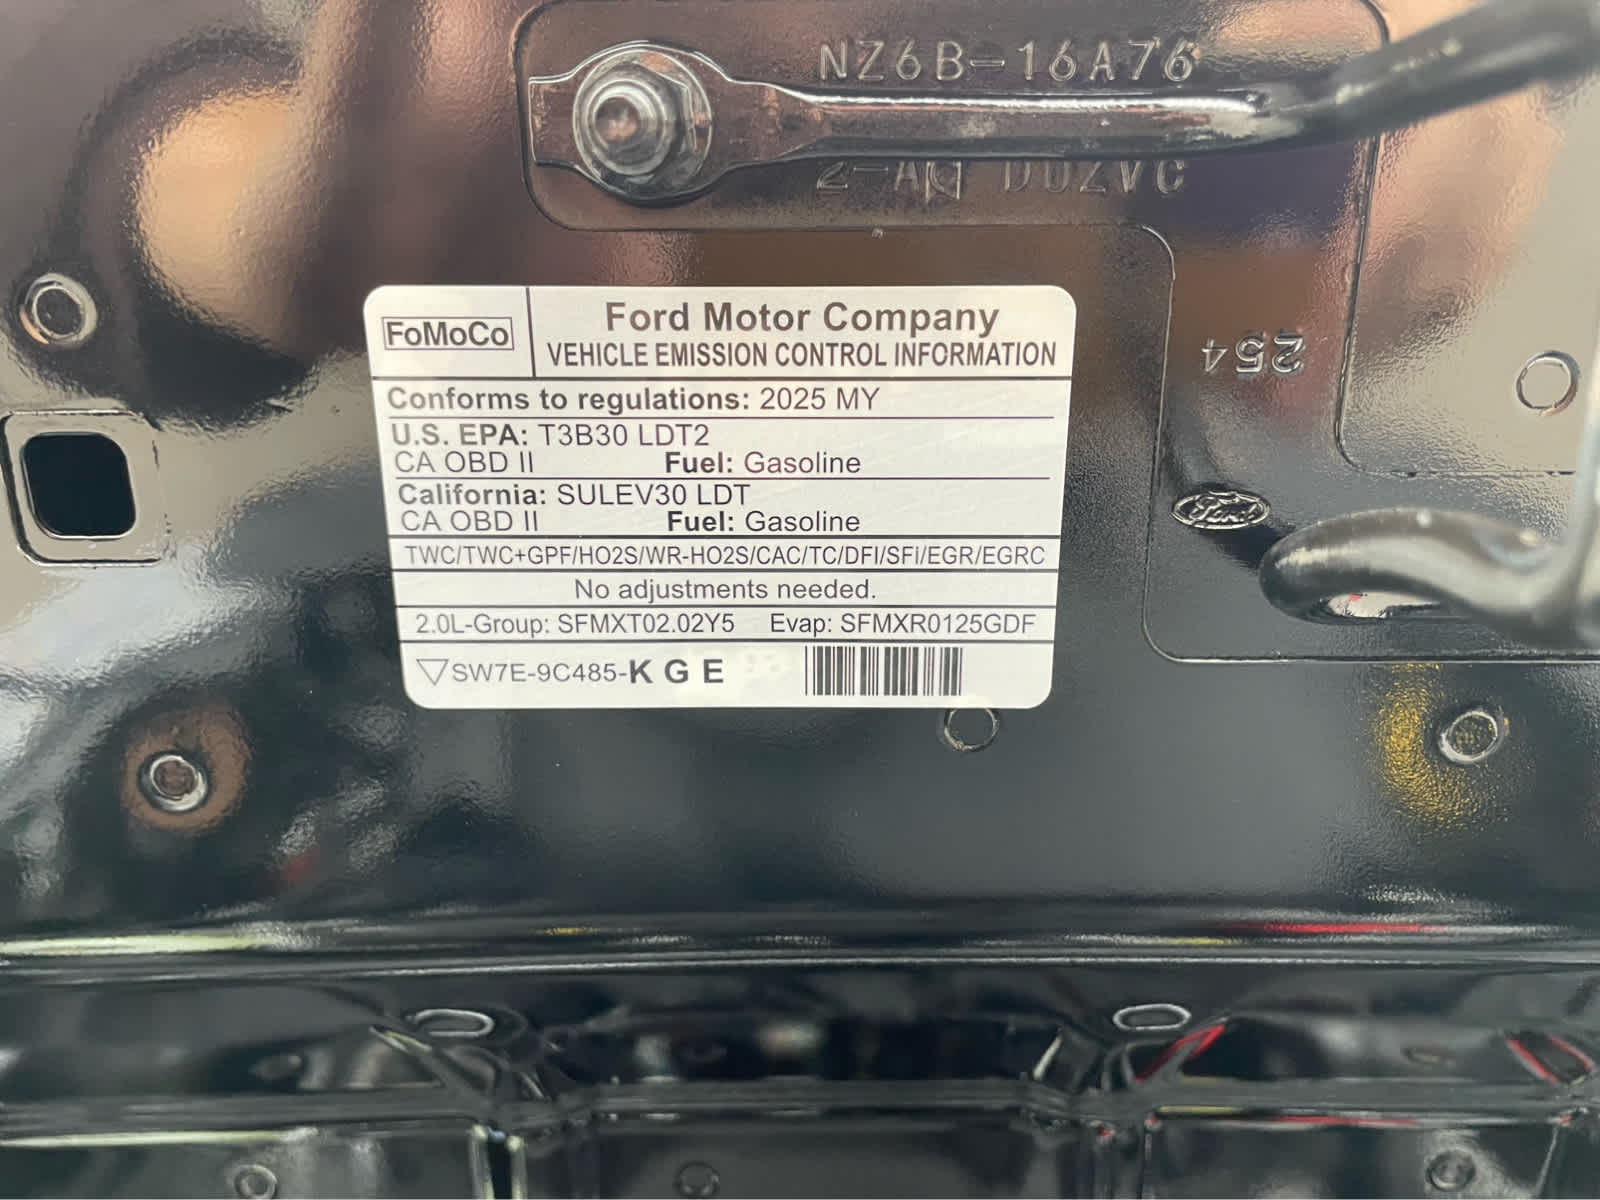 NZ6B-16A76
2-A
FoMoCo
Ford Motor Company
VEHICLE EMISSION CONTROL INFORMATION
Conforms to regulations: 2025 MY
U.S. EPA: T3B30 LDT2
CA OBD II Fuel: Gasoline
California: SULEV30 LDT
CA OBD II Fuel: Gasoline
TWC/TWC+GPF/HO2S/WR-HO2S/CAC/TC/DFI/SFI/EGR/EGRC
No adjustments needed.
2.0L-Group: SFMXT02.02Y5 Evap: SFMXR0125GDF
SW7E-9C485-K G E
254
Ford